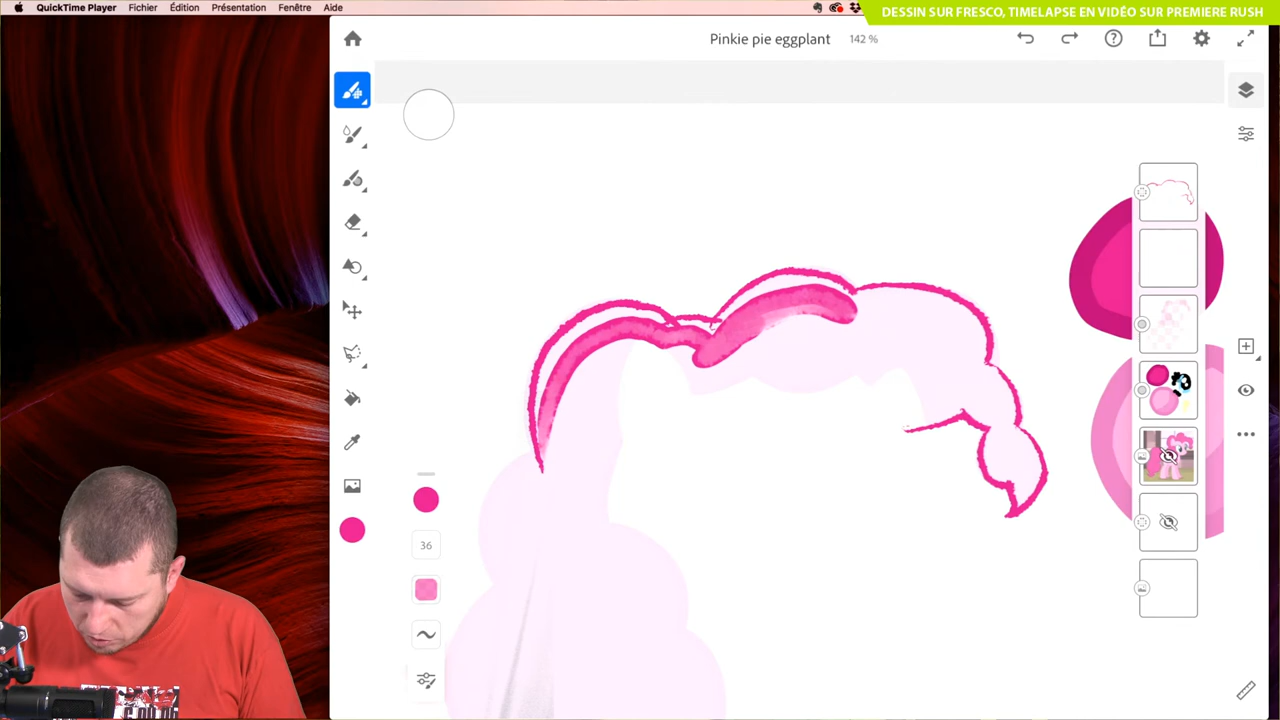 QuickTime Player Fichier Édition Présentation Fenêtre Aide
DESSIN SUR FRESCO, TIMELAPSE EN VIDÉO SUR PREMIERE RUSH
Pinkie pie eggplant 142 %
36